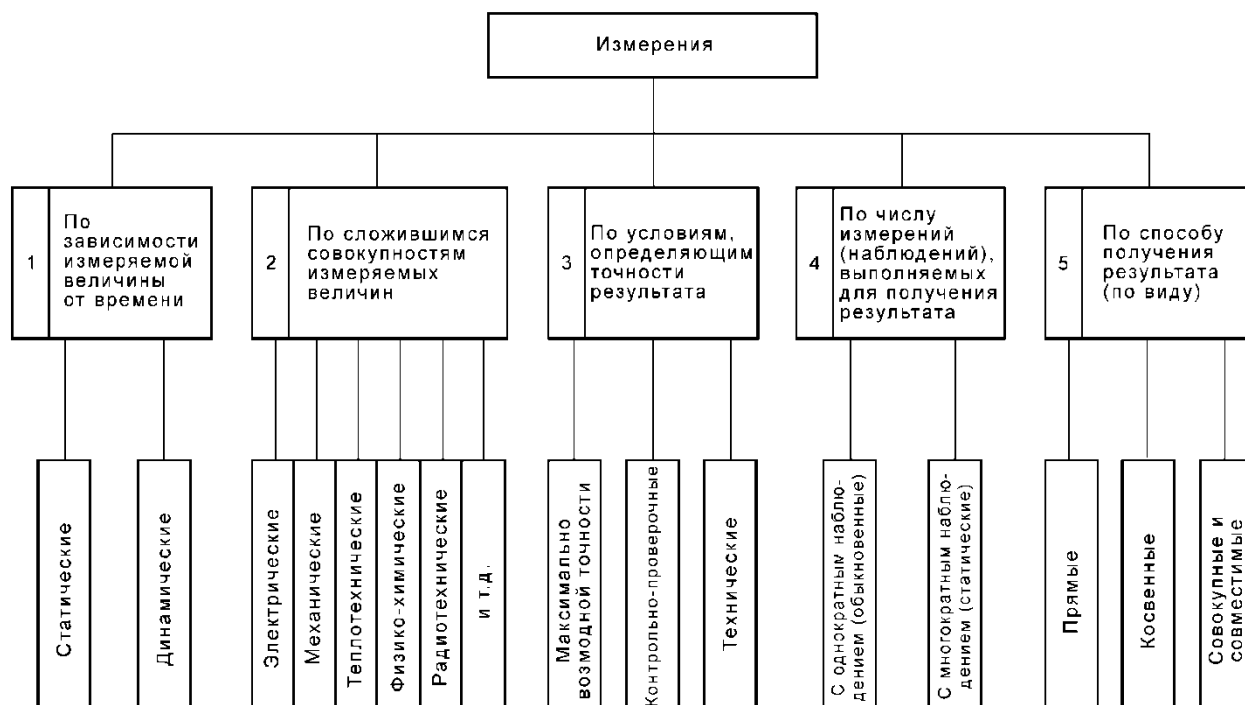 Измерения
1
По
зависимости
измеряемой
величины
от времени
2
По сложившимся
совокупностям
измеряемых
величин
3
По условиям,
определяющим
точности
результата
4
По числу
измерений
(наблюдений),
выполняемых
для получения
результата
5
По способу
получения
результата
(по виду)
Статические
Динамические
Электрические
Механические
Теплотехнические
Физико-химические
Радиотехнические
и т.д.
Максимально
возмодной точности
Контрольно-проверочные
Технические
С однократным наблю-
дением (обыкновенные)
С многократным наблю-
дением (статические)
Прямые
Косвенные
Совокупные и
совместимые